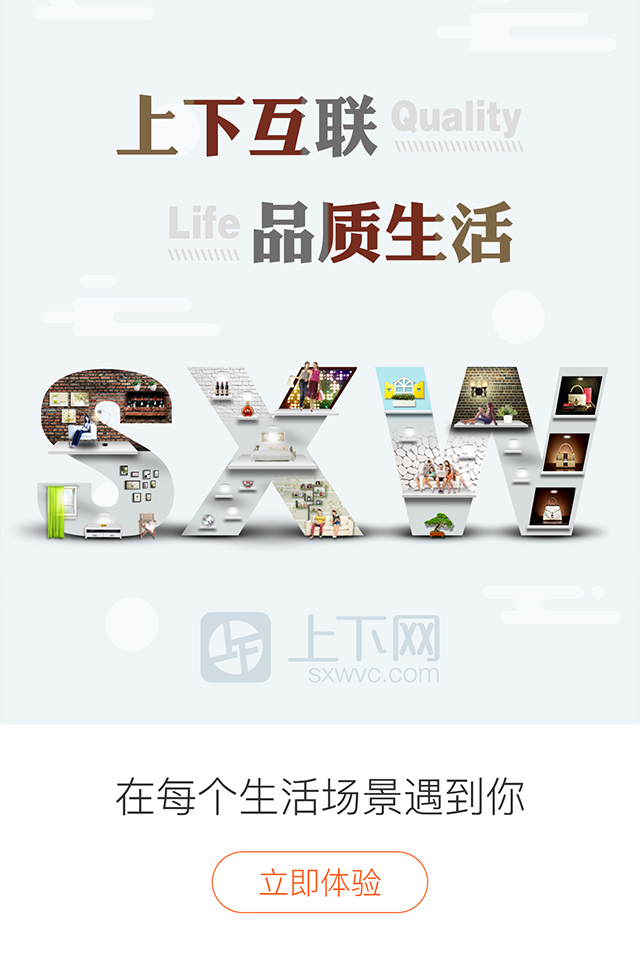 上下互联 Quality
Life 品质生活
SXW
上下网
sxwvc.com
在每个生活场景遇到你
立即体验